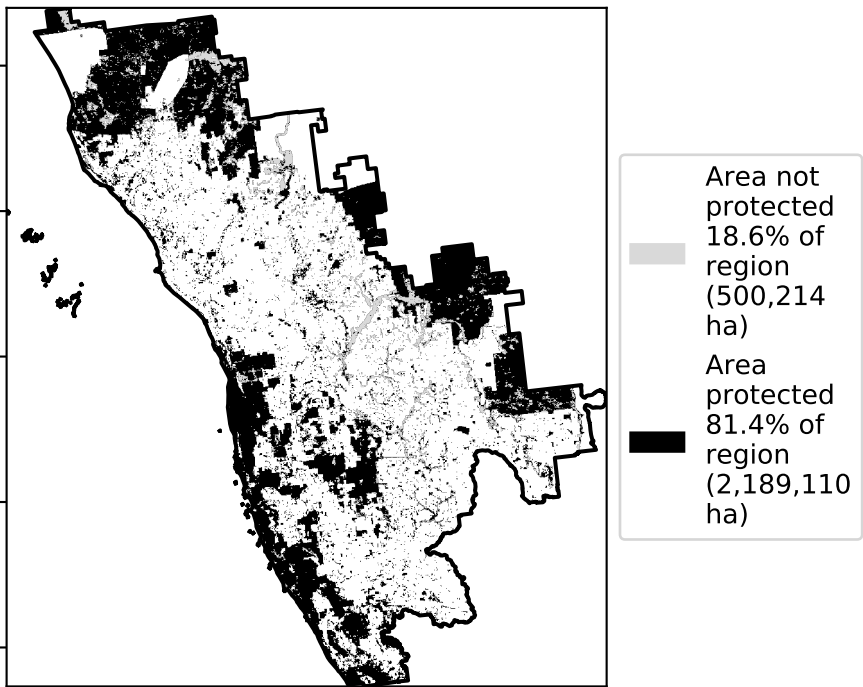 Area not
protected
18.6% of
region
(500,214
ha)
Area
protected
81.4% of
region
(2,189,110
ha)